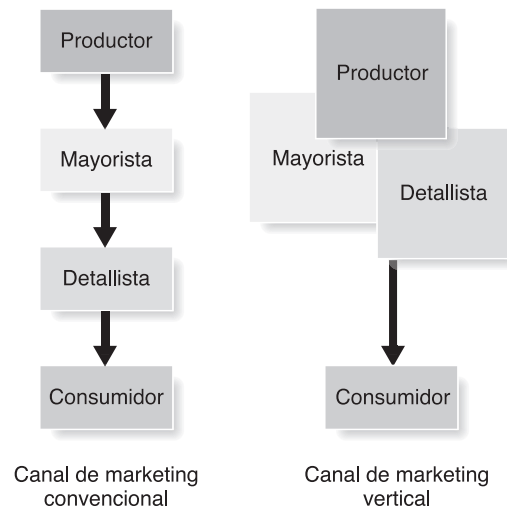 Productor
Mayorista
Detallista
Consumidor
Canal de marketing
convencional
Productor
Mayorista
Detallista
Consumidor
Canal de marketing
vertical